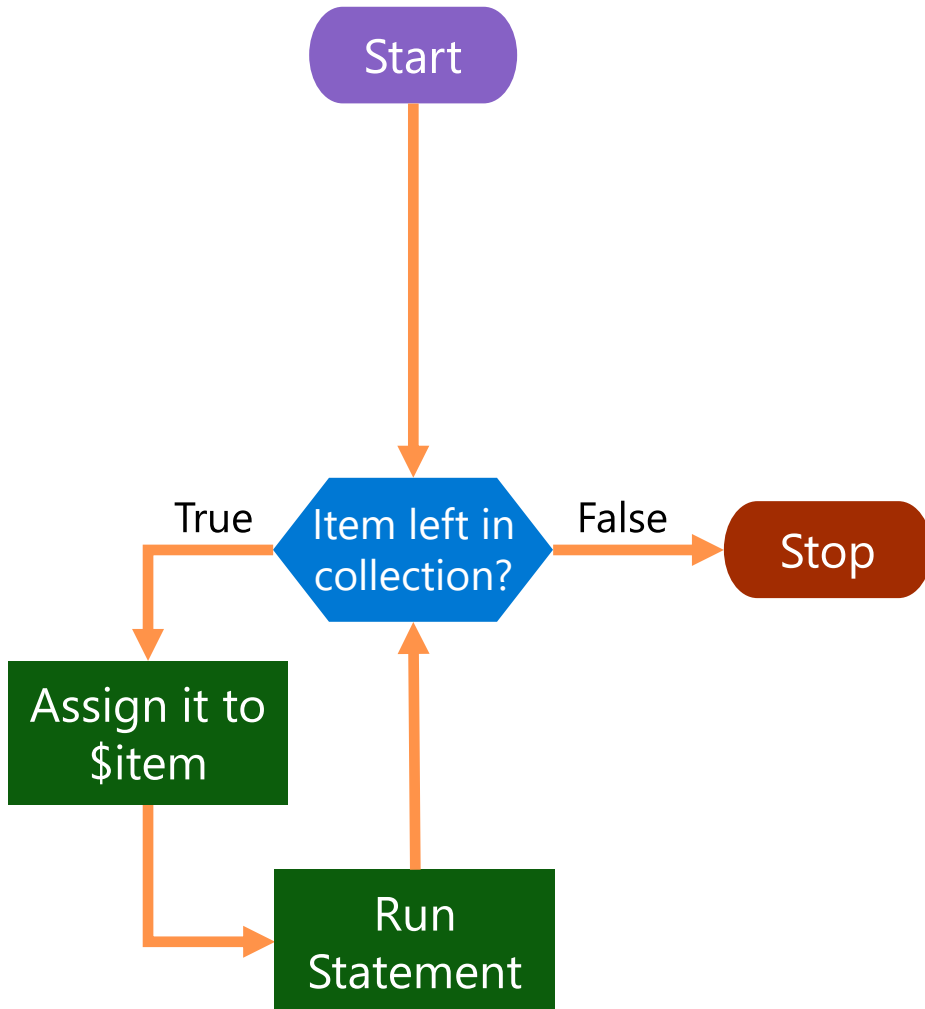 Start
True
Item left in
collection?
False
Stop
Assign it to
$item
Run
Statement